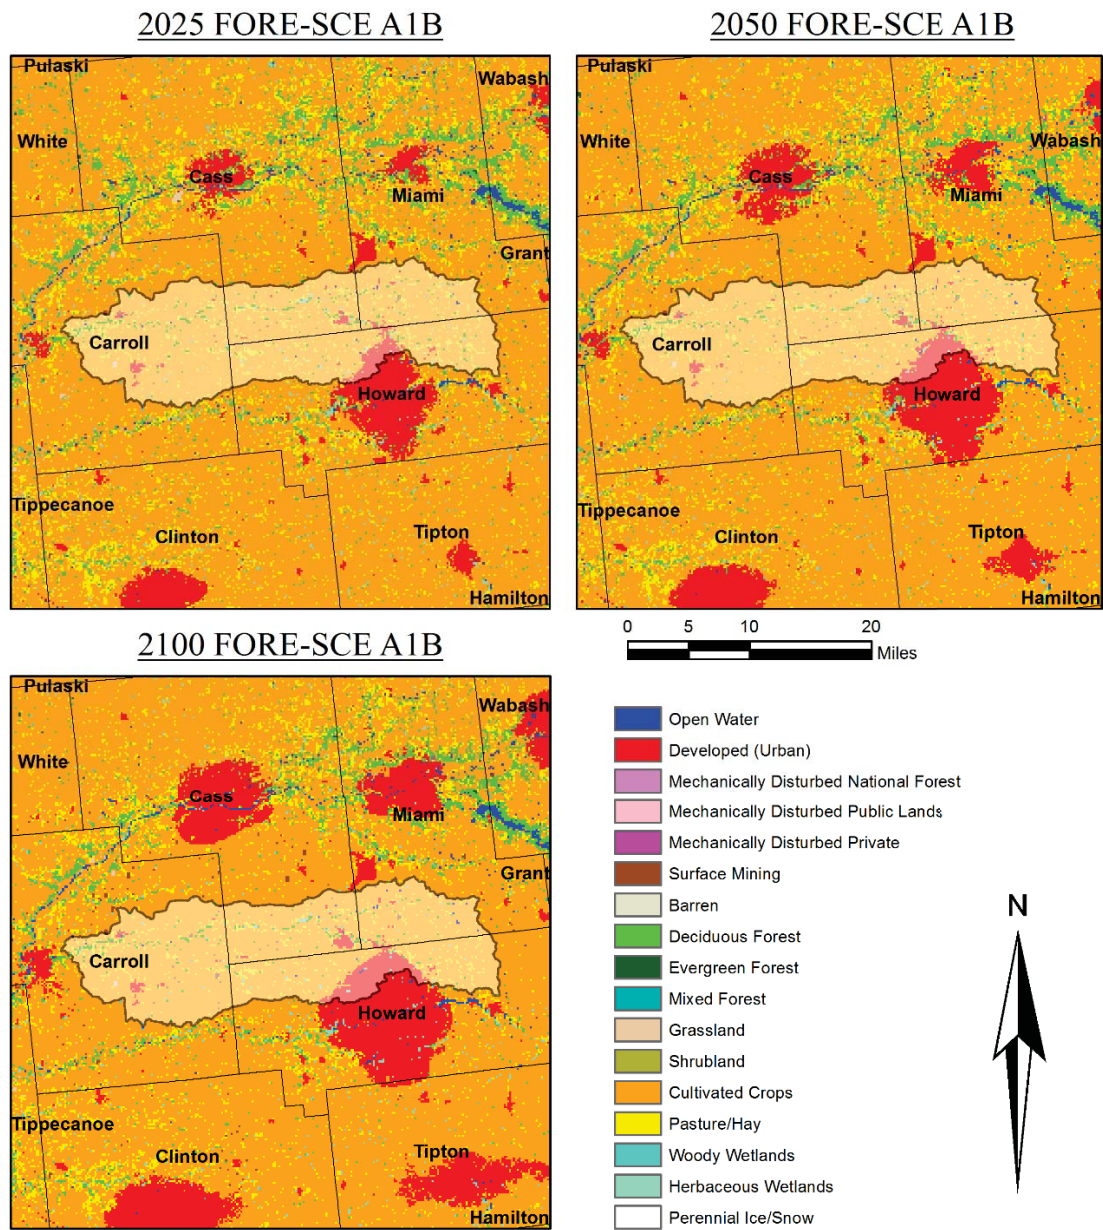 2025 FORE-SCE A1B
2050 FORE-SCE A1B
Pulaski
Wabash
White
Cass
Miami
Grant
Carroll
Howard
Tippecanoe
Clinton
Tipton
Hamilton
Pulaski
White
Wabash
Cass
Miami
Grant
Carroll
Howard
Tippecanoe
Clinton
Tipton
Hamilton
2100 FORE-SCE A1B
0 5 10 20
Miles
Pulaski
Wabash
White
Cass
Miami
Grant
Carroll
Howard
Tippecanoe
Clinton
Tipton
Hamilton
Open Water
Developed (Urban)
Mechanically Disturbed National Forest
Mechanically Disturbed Public Lands
Mechanically Disturbed Private
Surface Mining
Barren
Deciduous Forest
Evergreen Forest
Mixed Forest
Grassland
Shrubland
Cultivated Crops
Pasture/Hay
Woody Wetlands
Herbaceous Wetlands
Perennial Ice/Snow
N